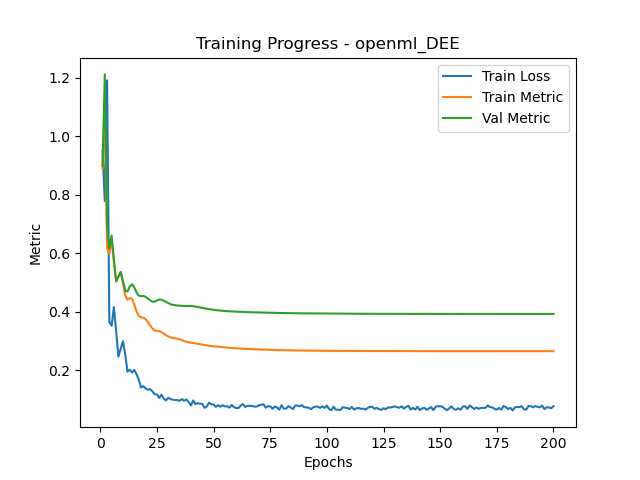 Training Progress - openml_DEE
Train Loss
Train Metric
Val Metric
Metric
1.2
1.0
0.8
0.6
0.4
0.2
0 25 50 75 100 125 150 175 200
Epochs